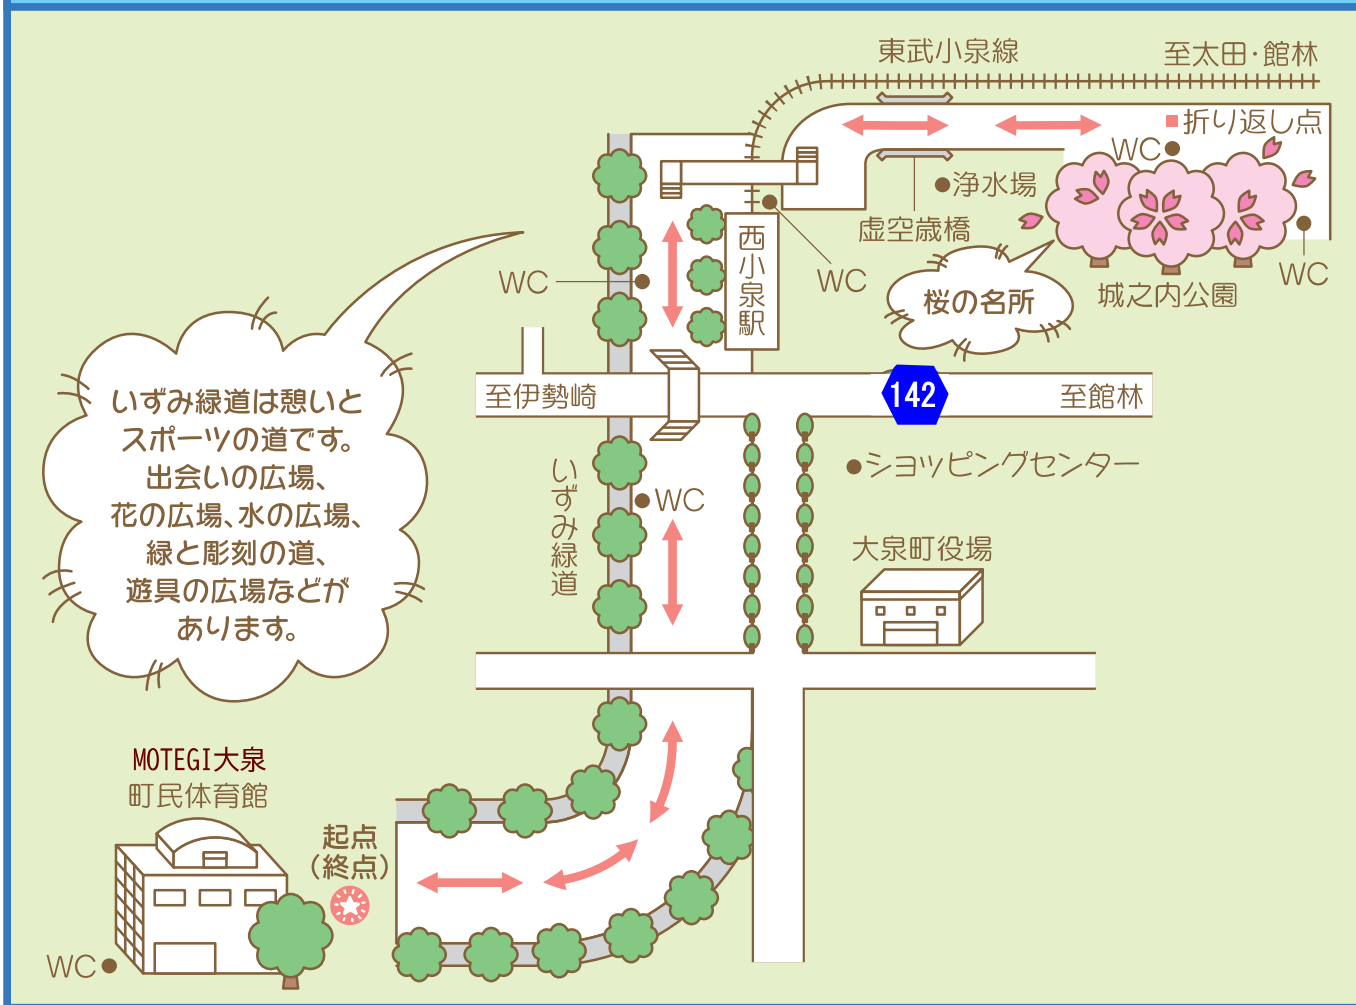 東武小泉線
至太田・館林
折り返し点
WC
浄水場
虚空歳橋
WC
城之内公園
桜の名所
WC
西小泉駅
WC
いずみ緑道は憩いと
スポーツの道です。
出会いの広場、
花の広場、水の広場、
緑と彫刻の道、
遊具の広場などが
あります。
至伊勢崎
142
至館林
ショッピングセンター
いずみ緑道
WC
大泉町役場
MOTEGI大泉
町民体育館
起点
(終点)
WC